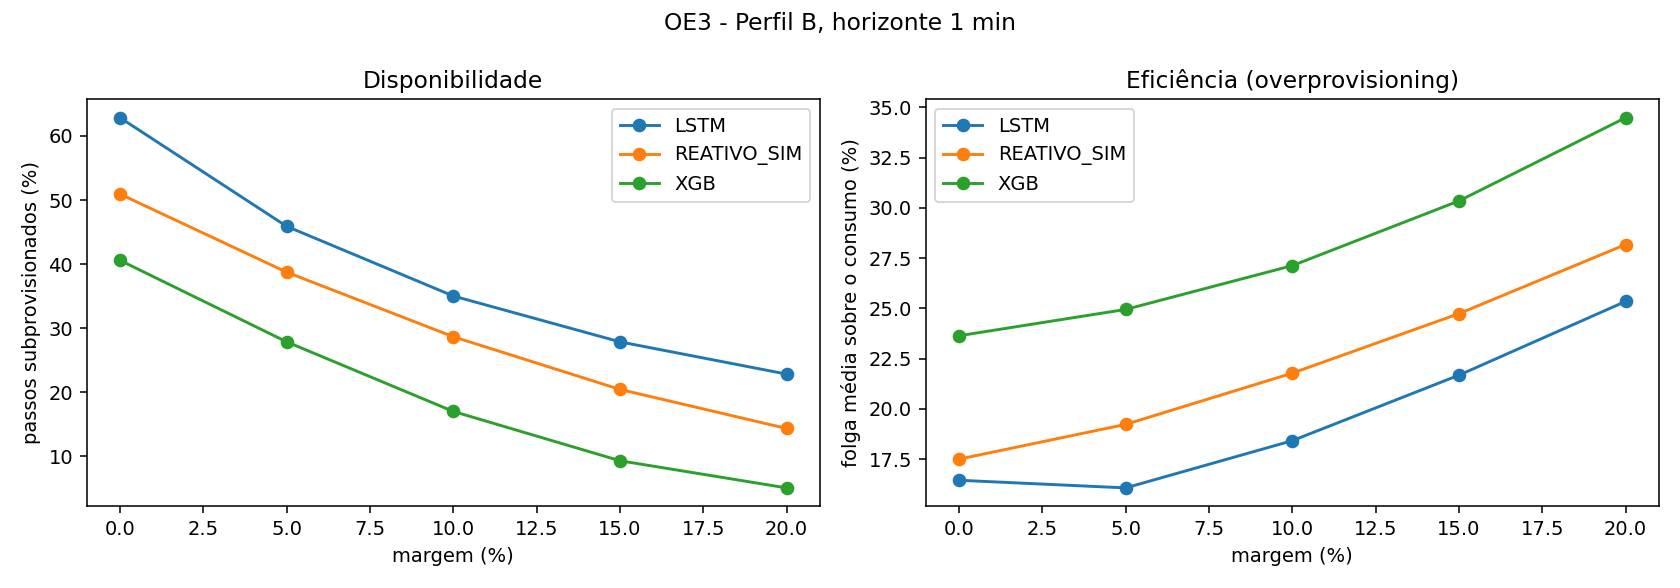 OE3 - Perfil B, horizonte 1 min
Disponibilidade
passos subprovisionados (%)
60
50
40
30
20
10
LSTM
REATIVO_SIM
XGB
0.0 2.5 5.0 7.5 10.0 12.5 15.0 17.5 20.0
margem (%)
Eficiência (overprovisioning)
folga média sobre o consumo (%)
35.0
32.5
30.0
27.5
25.0
22.5
20.0
17.5
LSTM
REATIVO_SIM
XGB
0.0 2.5 5.0 7.5 10.0 12.5 15.0 17.5 20.0
margem (%)